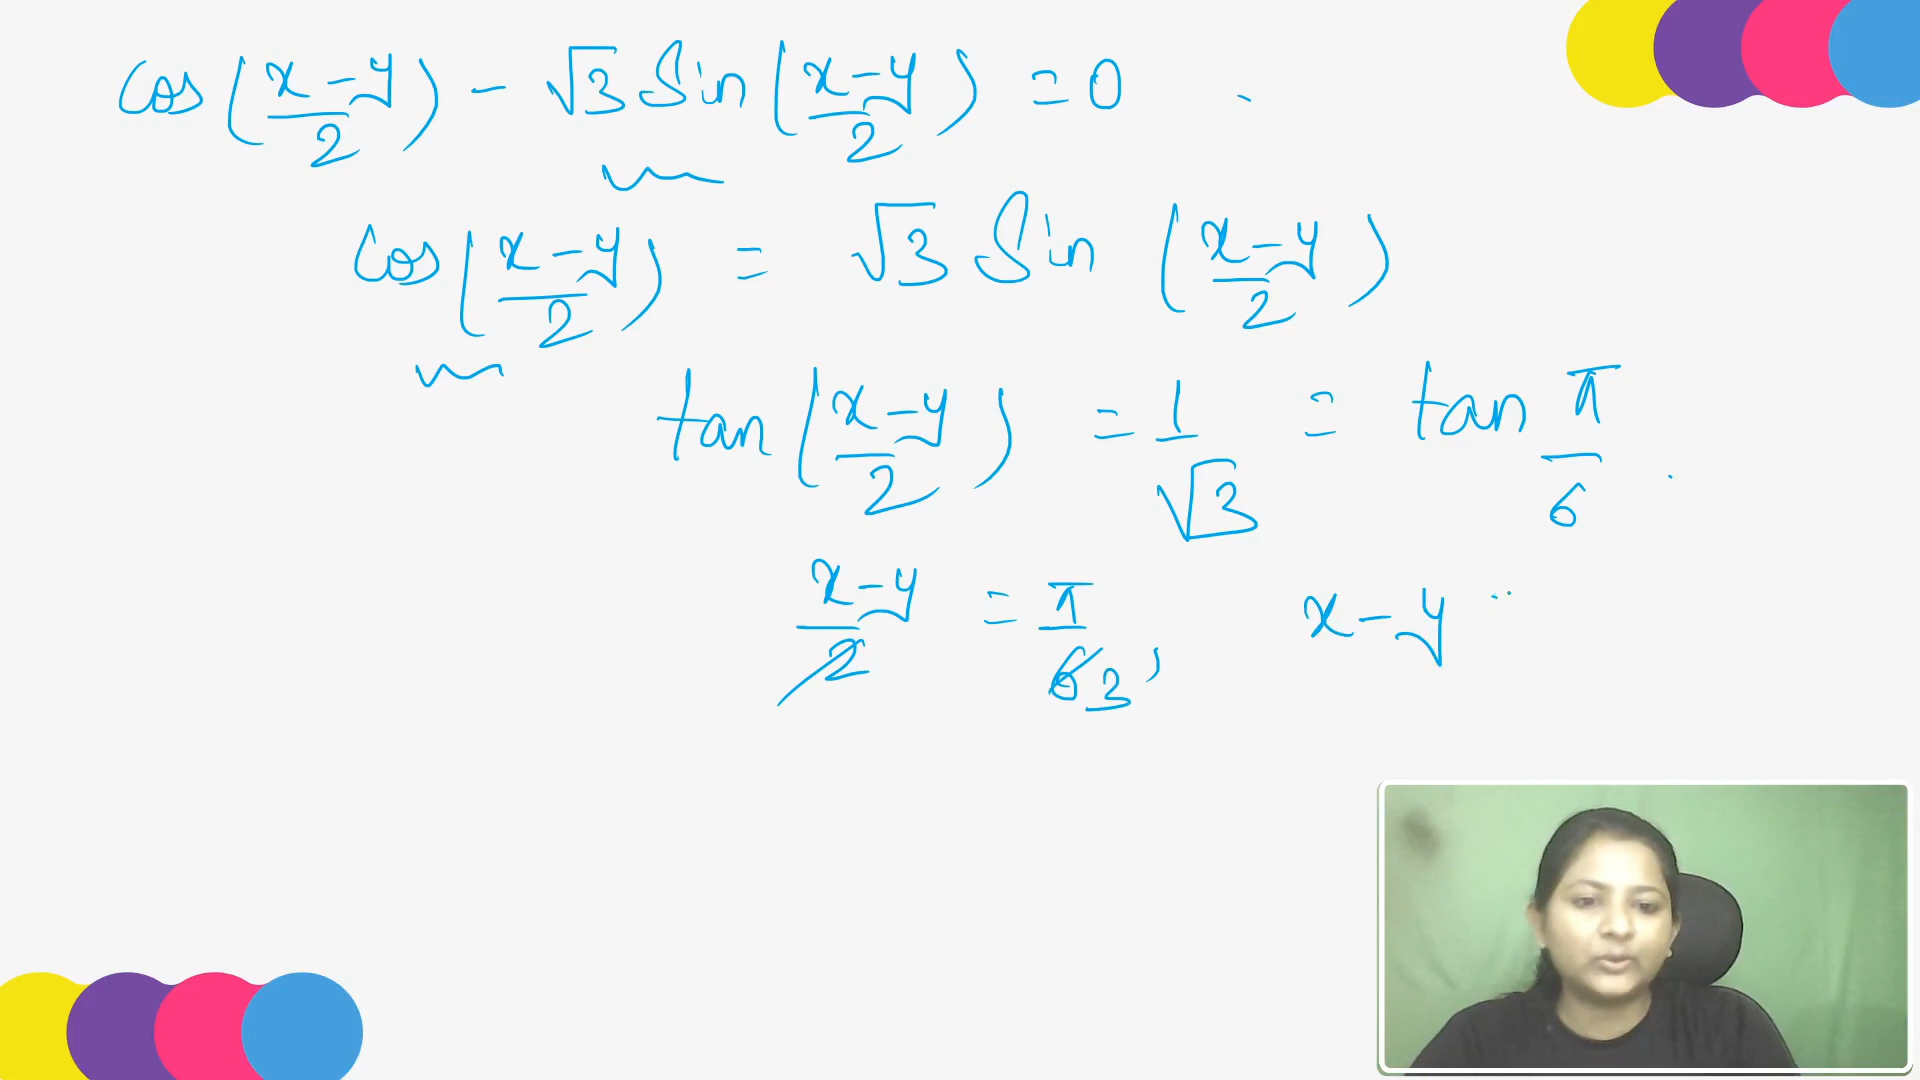 cos(x-y/2) - √3 Sin(x-y/2) = 0
cos(x-y/2) = √3 Sin (x-y/2)
tan(x-y/2) = 1/√3 = tan π/6
x-y/2 = π/6 3, x-y